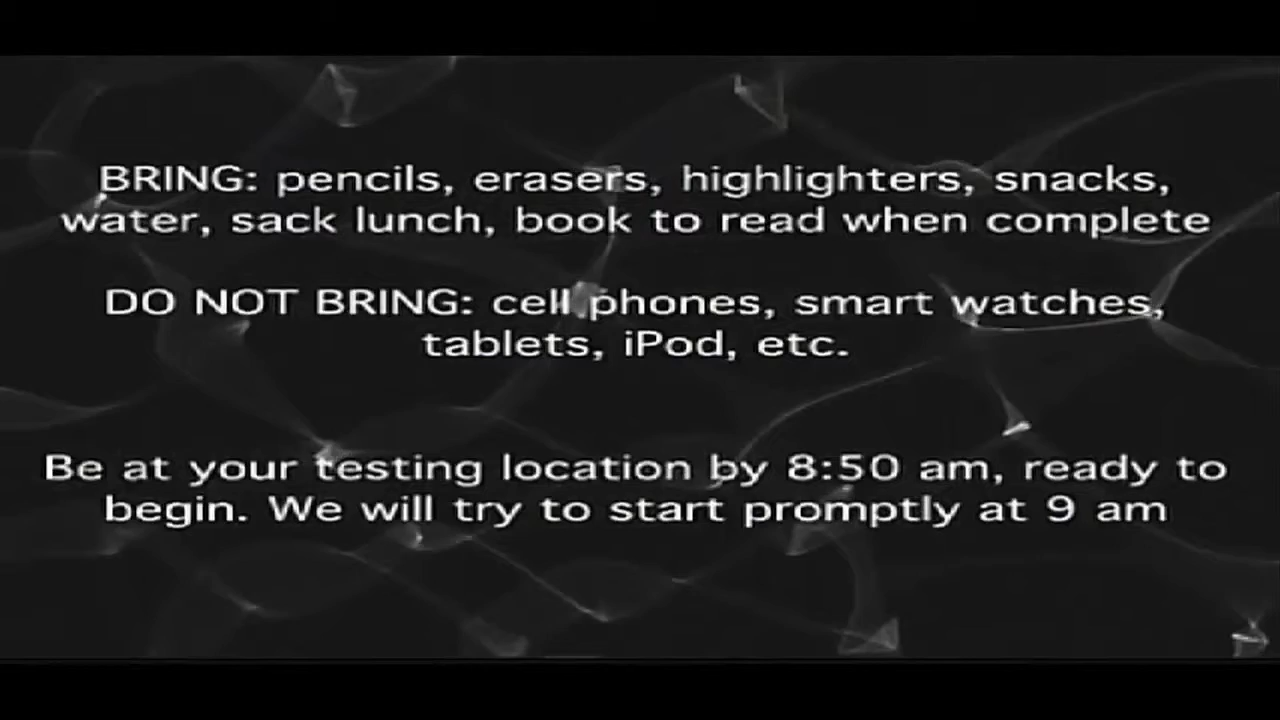 BRING: pencils, erasers, highlighters, snacks,
water, sack lunch, book to read when complete
DO NOT BRING: cell phones, smart watches,
tablets, iPod, etc.
Be at your testing location by 8:50 am, ready to
begin. We will try to start promptly at 9 am